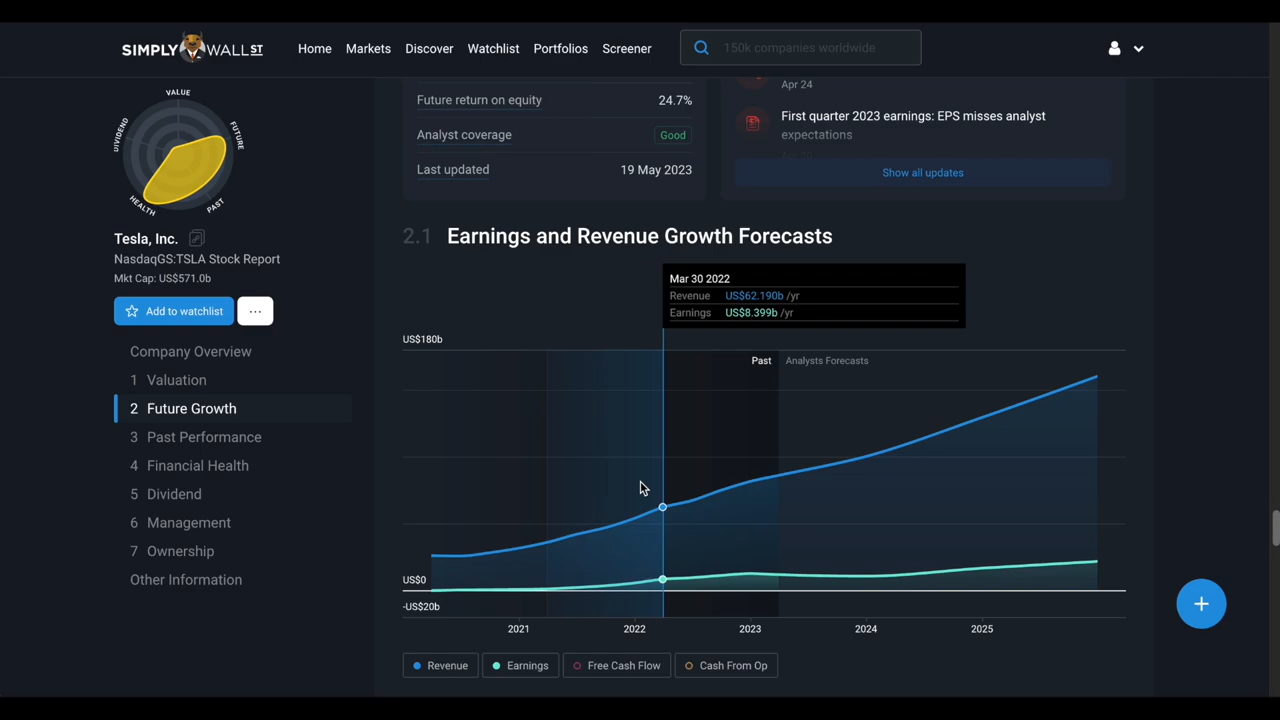 SIMPLY WALL ST
Home Markets Discover Watchlist Portfolios Screener
150k companies worldwide
VALUE
FUTURE
PAST
HEALTH
DIVIDEND
Tesla, Inc.
NasdaqGS:TSLA Stock Report
Mkt Cap: US$571.0b
Add to watchlist
...
Company Overview
1 Valuation
2 Future Growth
3 Past Performance
4 Financial Health
5 Dividend
6 Management
7 Ownership
Other Information
Future return on equity 24.7%
Analyst coverage Good
Last updated 19 May 2023
Apr 24
First quarter 2023 earnings: EPS misses analyst
expectations
Show all updates
2.1 Earnings and Revenue Growth Forecasts
Mar 30 2022
Revenue US$62.190b /yr
Earnings US$8.399b /yr
US$180b
Past Analysts Forecasts
US$0
-US$20b
2021 2022 2023 2024 2025
Revenue Earnings Free Cash Flow Cash From Op